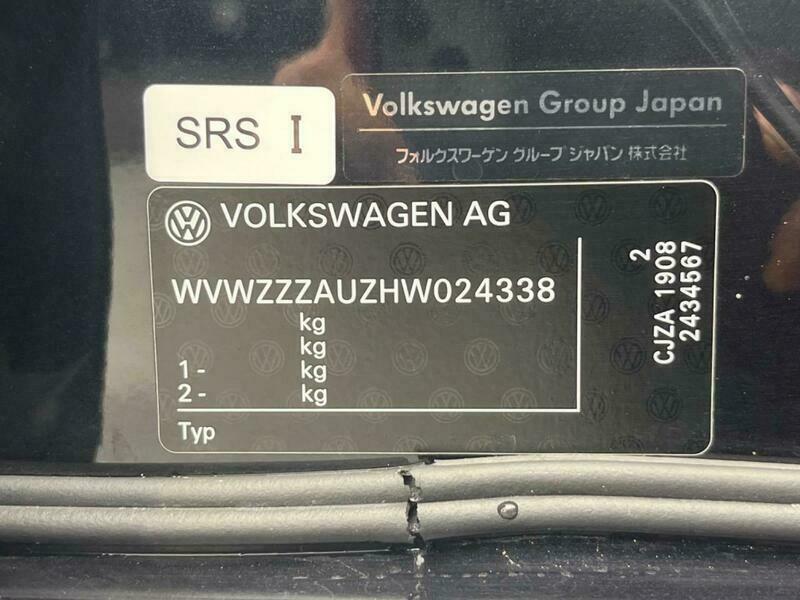 SRS I
Volkswagen Group Japan
フォルクスワーゲン グループ ジャパン 株式会社
VOLKSWAGEN AG
WVWZZZAUZHW024338
kg
kg
1 - kg
2 - kg
Typ
2
CJZA 1908
2434567